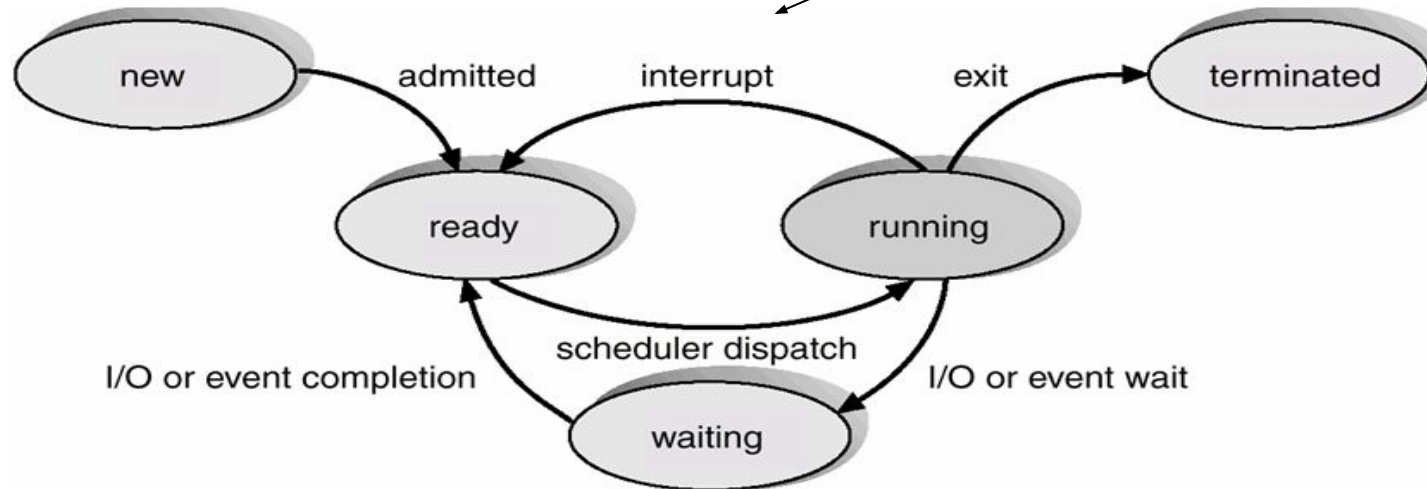 new
admitted
interrupt
exit
terminated
ready
running
scheduler dispatch
I/O or event completion
I/O or event wait
waiting